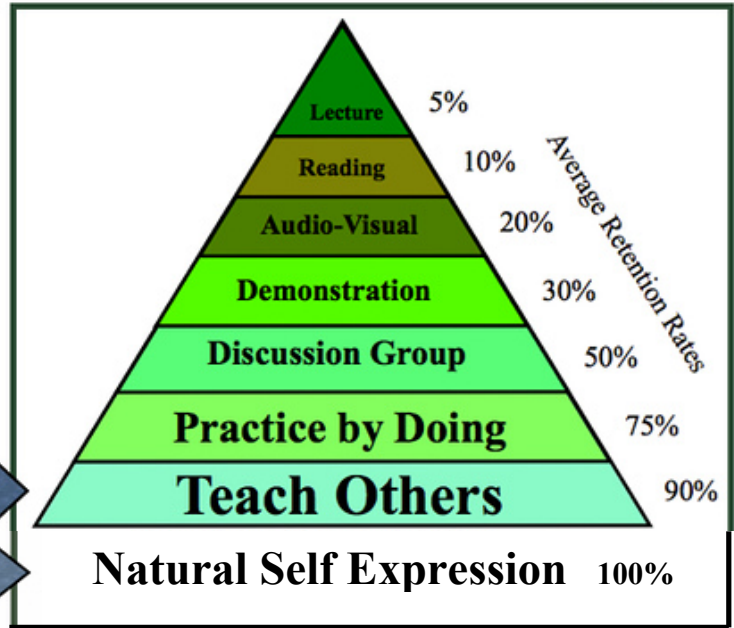 Lecture 5%
Reading 10%
Audio-Visual 20%
Demonstration 30%
Discussion Group 50%
Practice by Doing 75%
Teach Others 90%
Average Retention Rates
Natural Self Expression 100%